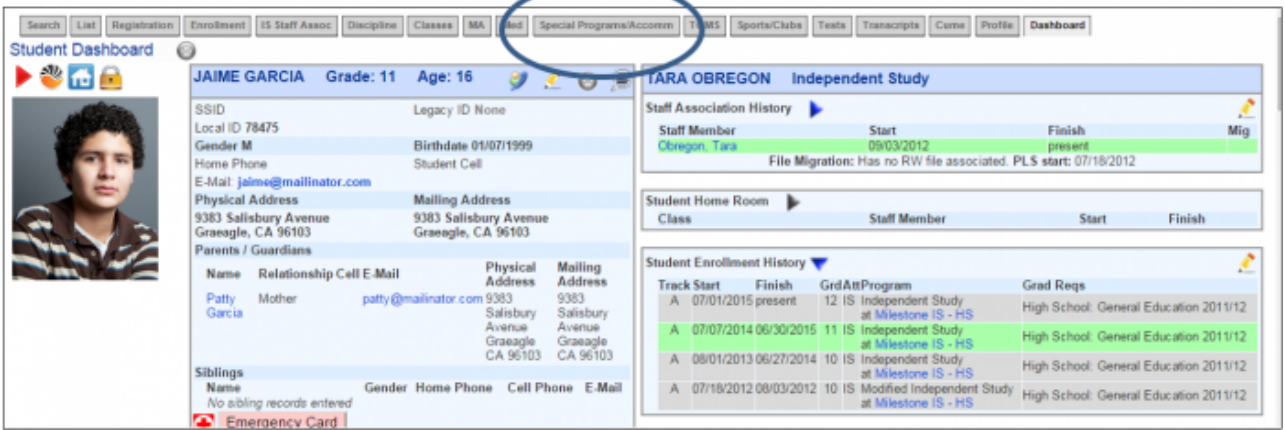 Search List Registration Enrollment IS Staff Assoc Discipline Classes MA Med Special Programs/Accomm TOMS Sports/Clubs Tests Transcripts Cume Profile Dashboard
Student Dashboard
JAIME GARCIA Grade: 11 Age: 16
SSID Legacy ID None
Local ID 78475
Gender M Birthdate 01/07/1999
Home Phone Student Cell
E-Mail: jaime@mailinator.com
Physical Address Mailing Address
9383 Salisbury Avenue 9383 Salisbury Avenue
Graeagle, CA 96103 Graeagle, CA 96103
Parents / Guardians
Name Relationship Cell E-Mail Physical Address Mailing Address
Patty Garcia Mother patty@mailinator.com 9383 Salisbury Avenue Graeagle CA 96103 9383 Salisbury Avenue Graeagle CA 96103
Siblings
Name Gender Home Phone Cell Phone E-Mail
No sibling records entered
Emergency Card
TARA OBREGON Independent Study
Staff Association History
Staff Member Start Finish Mig
Obregon, Tara 09/03/2012 present
File Migration: Has no RW file associated. PLS start: 07/18/2012
Student Home Room
Class Staff Member Start Finish
Student Enrollment History
Track Start Finish Grd Att Program Grad Reqs
A 07/01/2015 present 12 IS Independent Study at Milestone IS - HS High School: General Education 2011/12
A 07/07/2014 06/30/2015 11 IS Independent Study at Milestone IS - HS High School: General Education 2011/12
A 08/01/2013 06/27/2014 10 IS Independent Study at Milestone IS - HS High School: General Education 2011/12
A 07/18/2012 08/03/2012 10 IS Modified Independent Study at Milestone IS - HS High School: General Education 2011/12